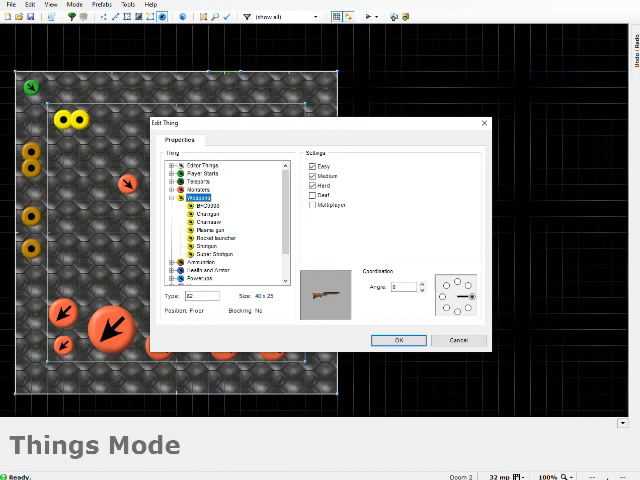 File Edit View Mode Prefabs Tools Help
(show all)
Undo / Redo
Edit Thing
Properties
Thing
Editor Things
Player Starts
Teleports
Monsters
Weapons
BFG9000
Chaingun
Chainsaw
Plasma gun
Rocket launcher
Shotgun
Super Shotgun
Ammunition
Health and Armor
Powerups
Type: 82 Size: 40 x 25
Position: Floor Blocking: No
Settings
Easy
Medium
Hard
Deaf
Multiplayer
Coordination
Angle: 0
OK Cancel
Things Mode
Ready. Doom 2 32 mp 100% -- , --